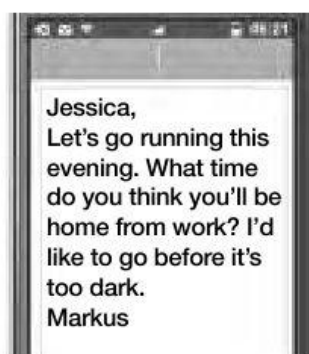 Jessica,
Let's go running this
evening. What time
do you think you'll be
home from work? I'd
like to go before it's
too dark.
Markus